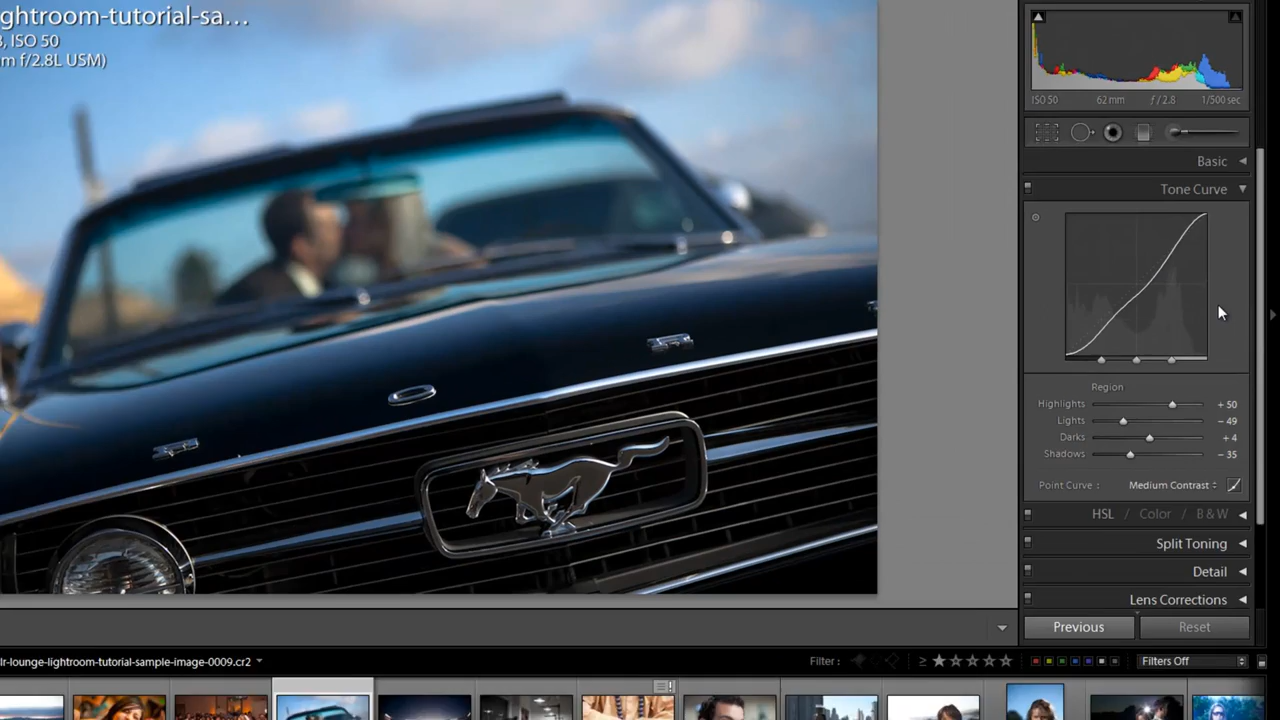 ghtroom-tutorial-sa...
, ISO 50
m f/2.8L USM)
ISO 50 62 mm ƒ / 2.8 1/500 sec
Basic
Tone Curve
Region
Highlights + 50
Lights − 49
Darks + 4
Shadows − 35
Point Curve : Medium Contrast
HSL / Color / B & W
Split Toning
Detail
Lens Corrections
Previous Reset
lr-lounge-lightroom-tutorial-sample-image-0009.cr2
Filter : ≥ Filters Off